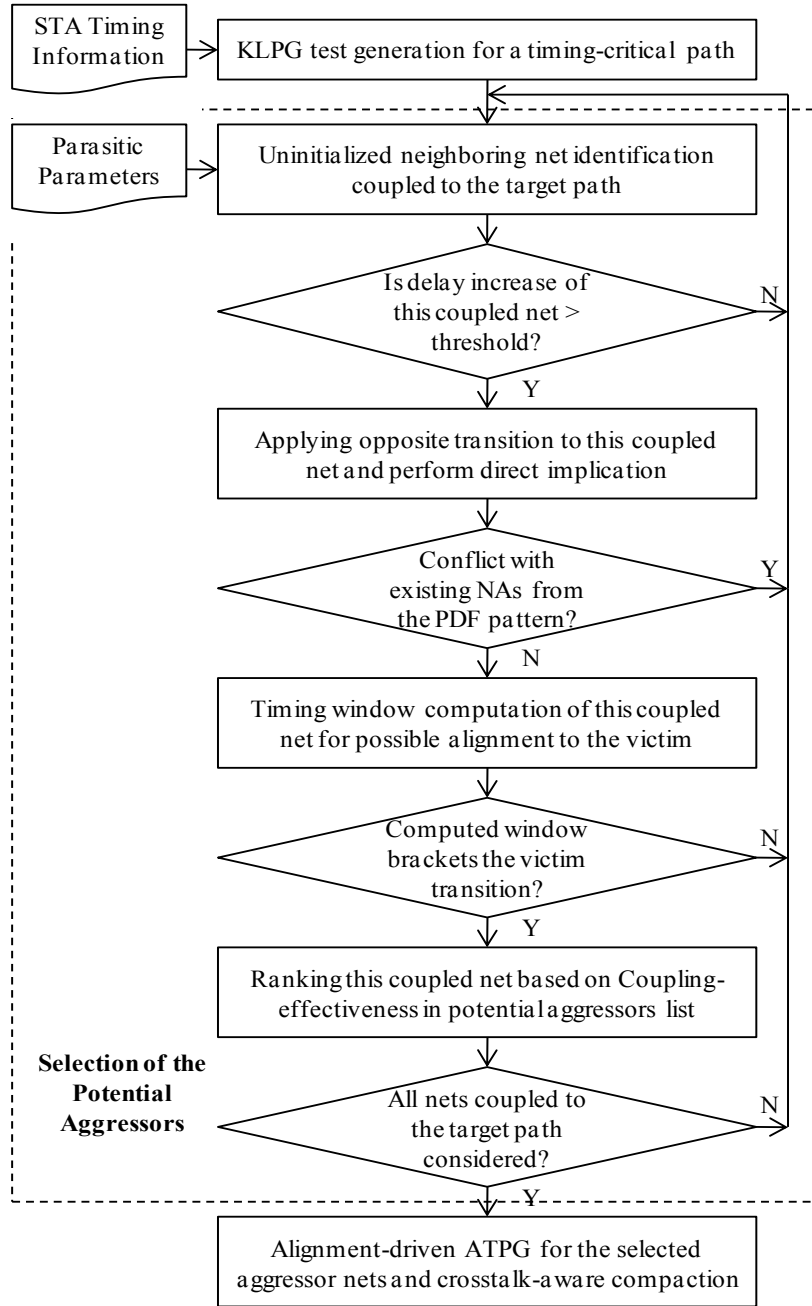 STA Timing
Information
KLPG test generation for a timing-critical path
Parasitic
Parameters
Uninitialized neighboring net identification
coupled to the target path
Is delay increase of
this coupled net >
threshold?
N
Y
Applying opposite transition to this coupled
net and perform direct implication
Conflict with
existing NAs from
the PDF pattern?
Y
N
Timing window computation of this coupled
net for possible alignment to the victim
Computed window
brackets the victim
transition?
N
Y
Ranking this coupled net based on Coupling-
effectiveness in potential aggressors list
Selection of the
Potential
Aggressors
All nets coupled to
the target path
considered?
N
Y
Alignment-driven ATPG for the selected
aggressor nets and crosstalk-aware compaction